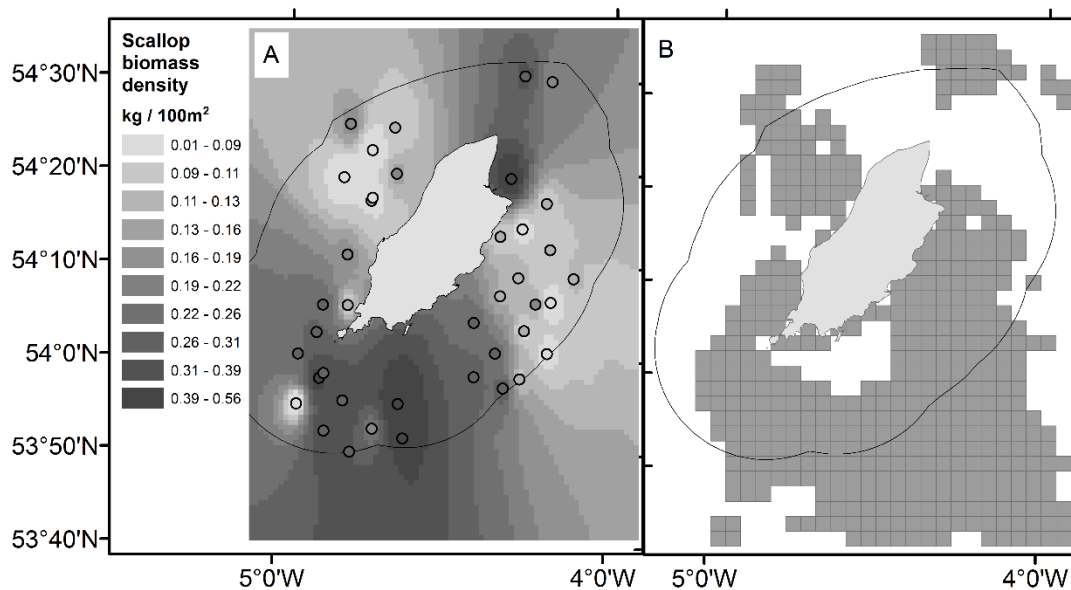 Scallop
biomass
density
kg / 100m²
0.01 - 0.09
0.09 - 0.11
0.11 - 0.13
0.13 - 0.16
0.16 - 0.19
0.19 - 0.22
0.22 - 0.26
0.26 - 0.31
0.31 - 0.39
0.39 - 0.56
A
B
54°30'N
54°20'N
54°10'N
54°0'N
53°50'N
53°40'N
5°0'W
4°0'W
5°0'W
4°0'W